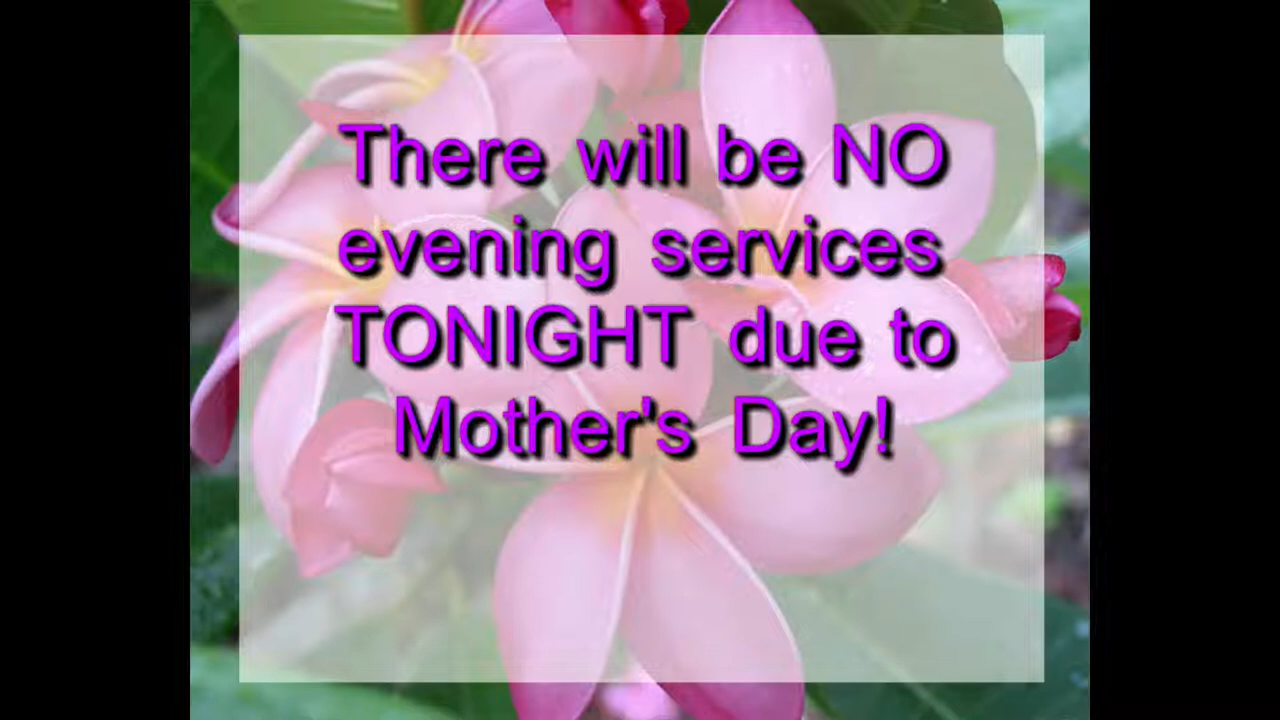 There will be NO
evening services
TONIGHT due to
Mother's Day!